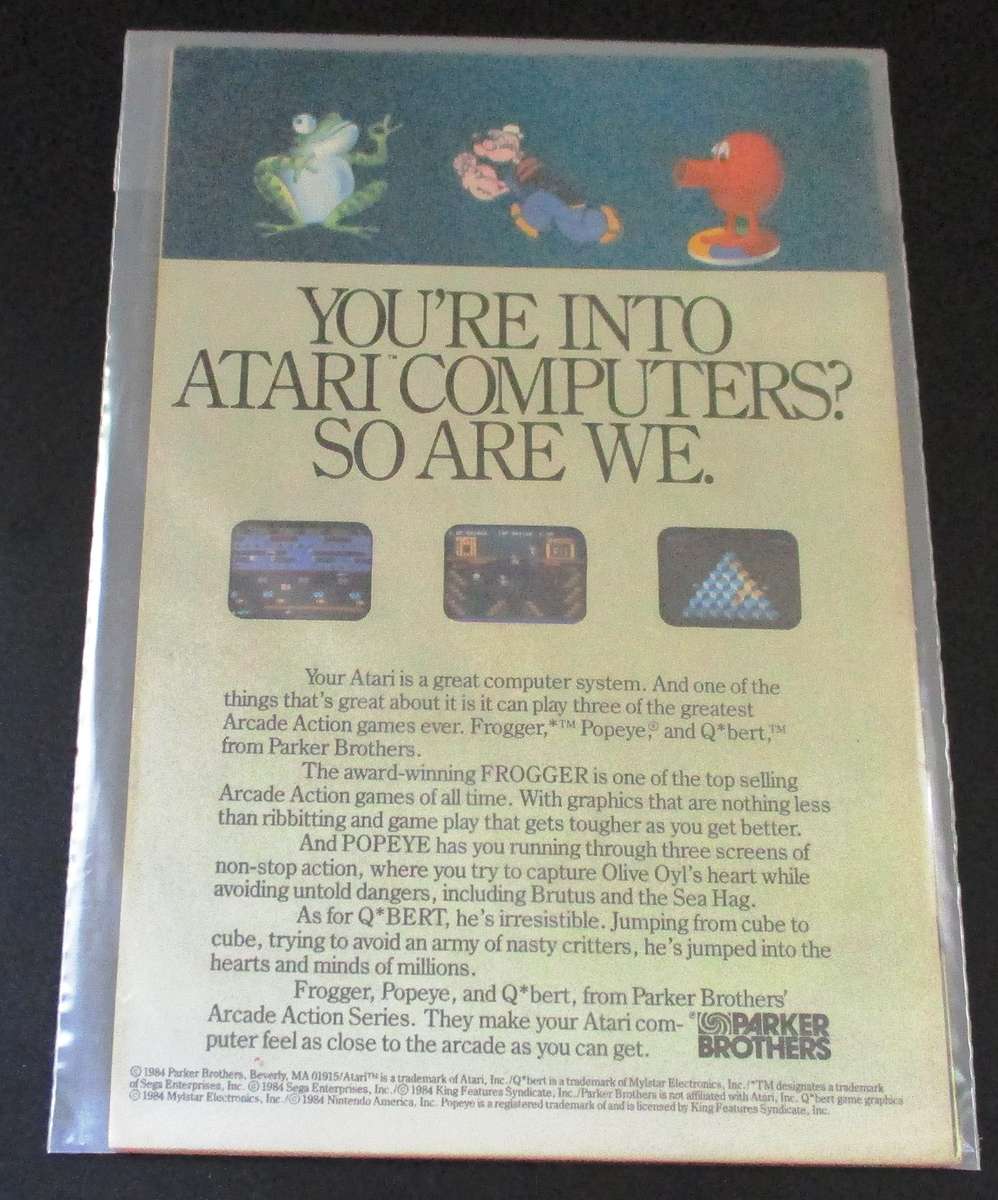 YOU'RE INTO
ATARI™ COMPUTERS?
SO ARE WE.
Your Atari is a great computer system. And one of the
things that's great about it is it can play three of the greatest
Arcade Action games ever. Frogger,*™ Popeye,® and Q*bert,™
from Parker Brothers.
The award-winning FROGGER is one of the top selling
Arcade Action games of all time. With graphics that are nothing less
than ribbitting and game play that gets tougher as you get better.
And POPEYE has you running through three screens of
non-stop action, where you try to capture Olive Oyl's heart while
avoiding untold dangers, including Brutus and the Sea Hag.
As for Q*BERT, he's irresistible. Jumping from cube to
cube, trying to avoid an army of nasty critters, he's jumped into the
hearts and minds of millions.
Frogger, Popeye, and Q*bert, from Parker Brothers'
Arcade Action Series. They make your Atari com-
puter feel as close to the arcade as you can get.
PARKER
BROTHERS
© 1984 Parker Brothers, Beverly, MA 01915/Atari™ is a trademark of Atari, Inc./Q*bert is a trademark of Mylstar Electronics, Inc./*TM designates a trademark
of Sega Enterprises, Inc. © 1984 Sega Enterprises, Inc./© 1984 King Features Syndicate, Inc./Parker Brothers is not affiliated with Atari, Inc. Q*bert game graphics
© 1984 Mylstar Electronics, Inc./© 1984 Nintendo America, Inc. Popeye is a registered trademark of and is licensed by King Features Syndicate, Inc.